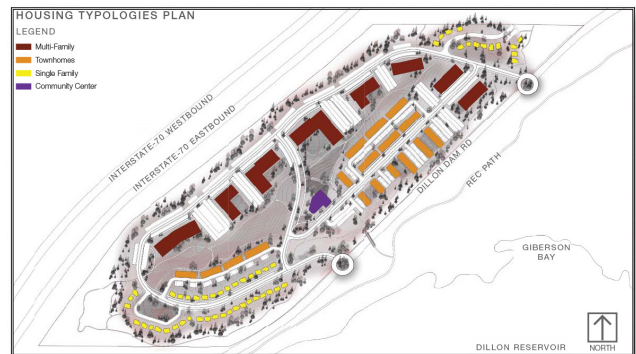 HOUSING TYPOLOGIES PLAN
LEGEND
Multi-Family
Townhomes
Single Family
Community Center
INTERSTATE-70 WESTBOUND
INTERSTATE-70 EASTBOUND
DILLON DAM RD
REC PATH
GIBERSON
BAY
DILLON RESERVOIR
NORTH